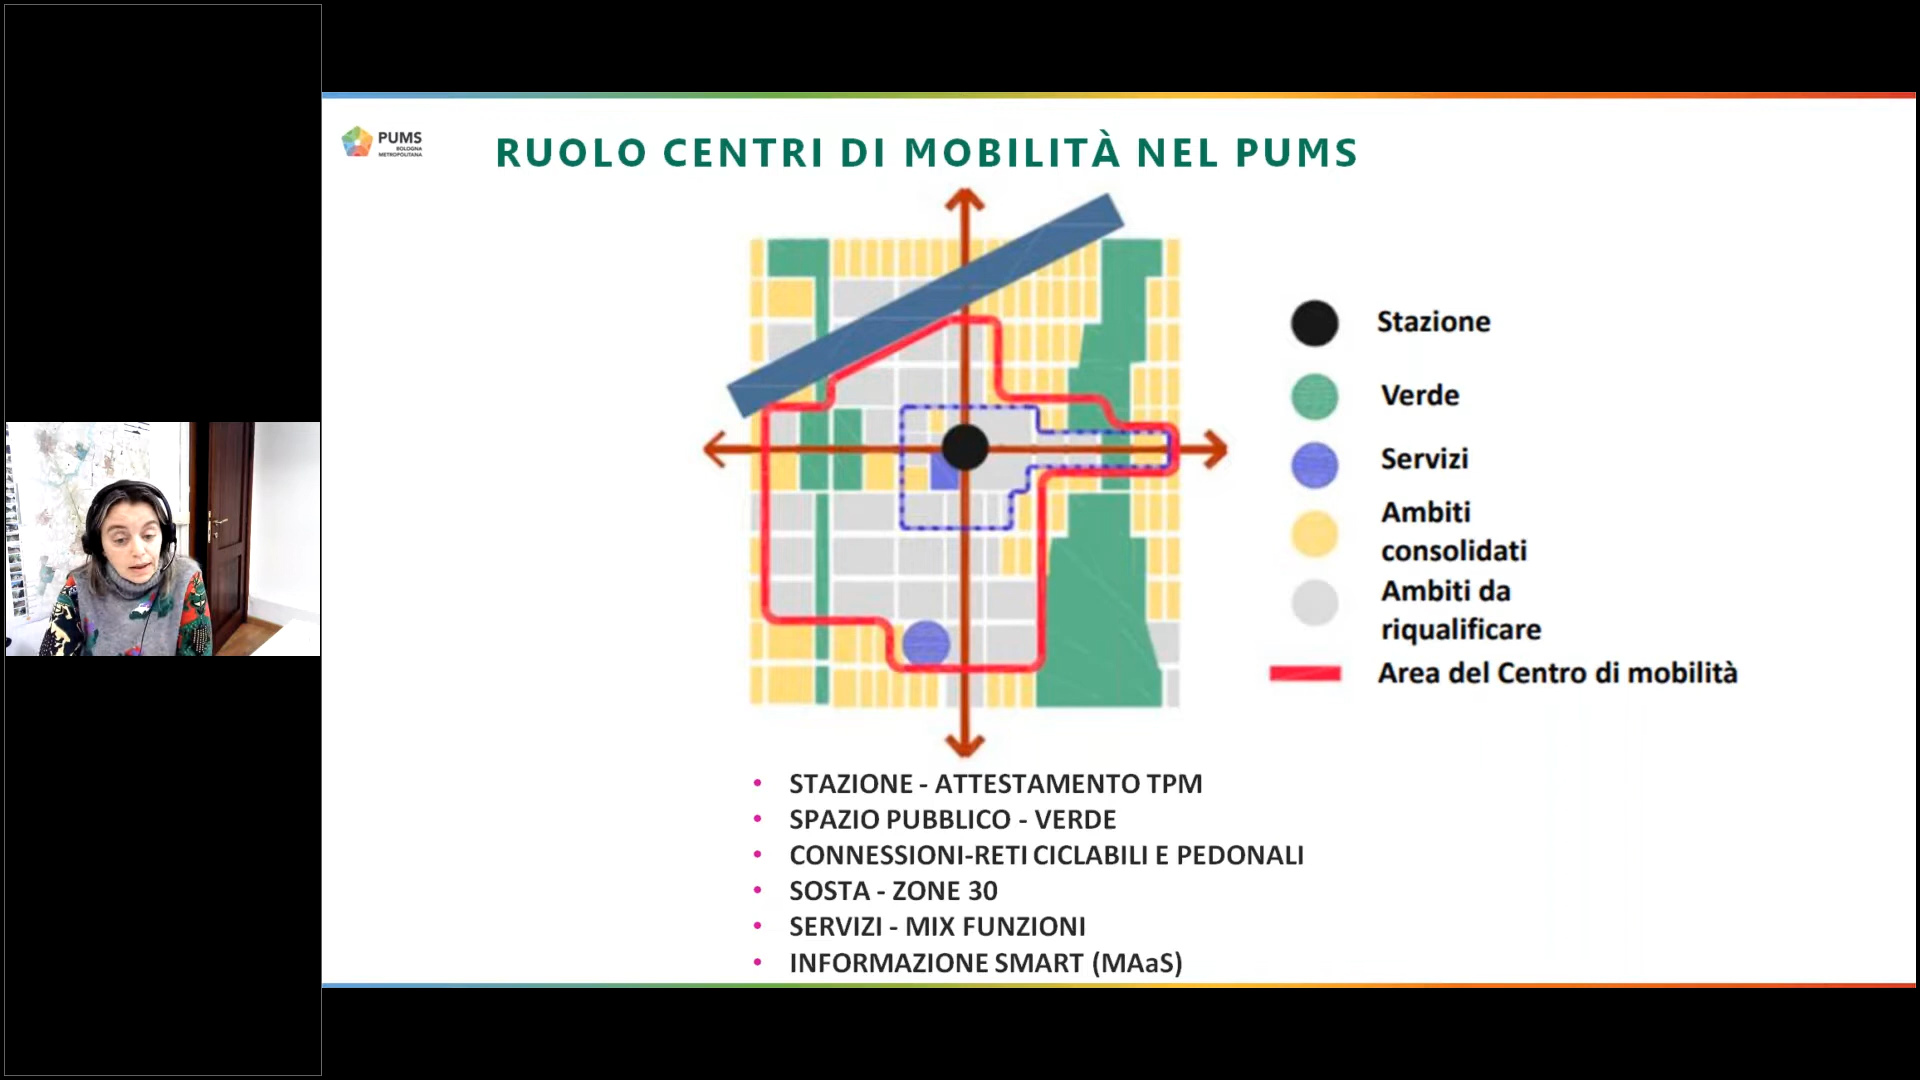 PUMS
BOLOGNA
METROPOLITANA
RUOLO CENTRI DI MOBILITÀ NEL PUMS
Stazione
Verde
Servizi
Ambiti
consolidati
Ambiti da
riqualificare
Area del Centro di mobilità
• STAZIONE - ATTESTAMENTO TPM
• SPAZIO PUBBLICO - VERDE
• CONNESSIONI-RETI CICLABILI E PEDONALI
• SOSTA - ZONE 30
• SERVIZI - MIX FUNZIONI
• INFORMAZIONE SMART (MAaS)